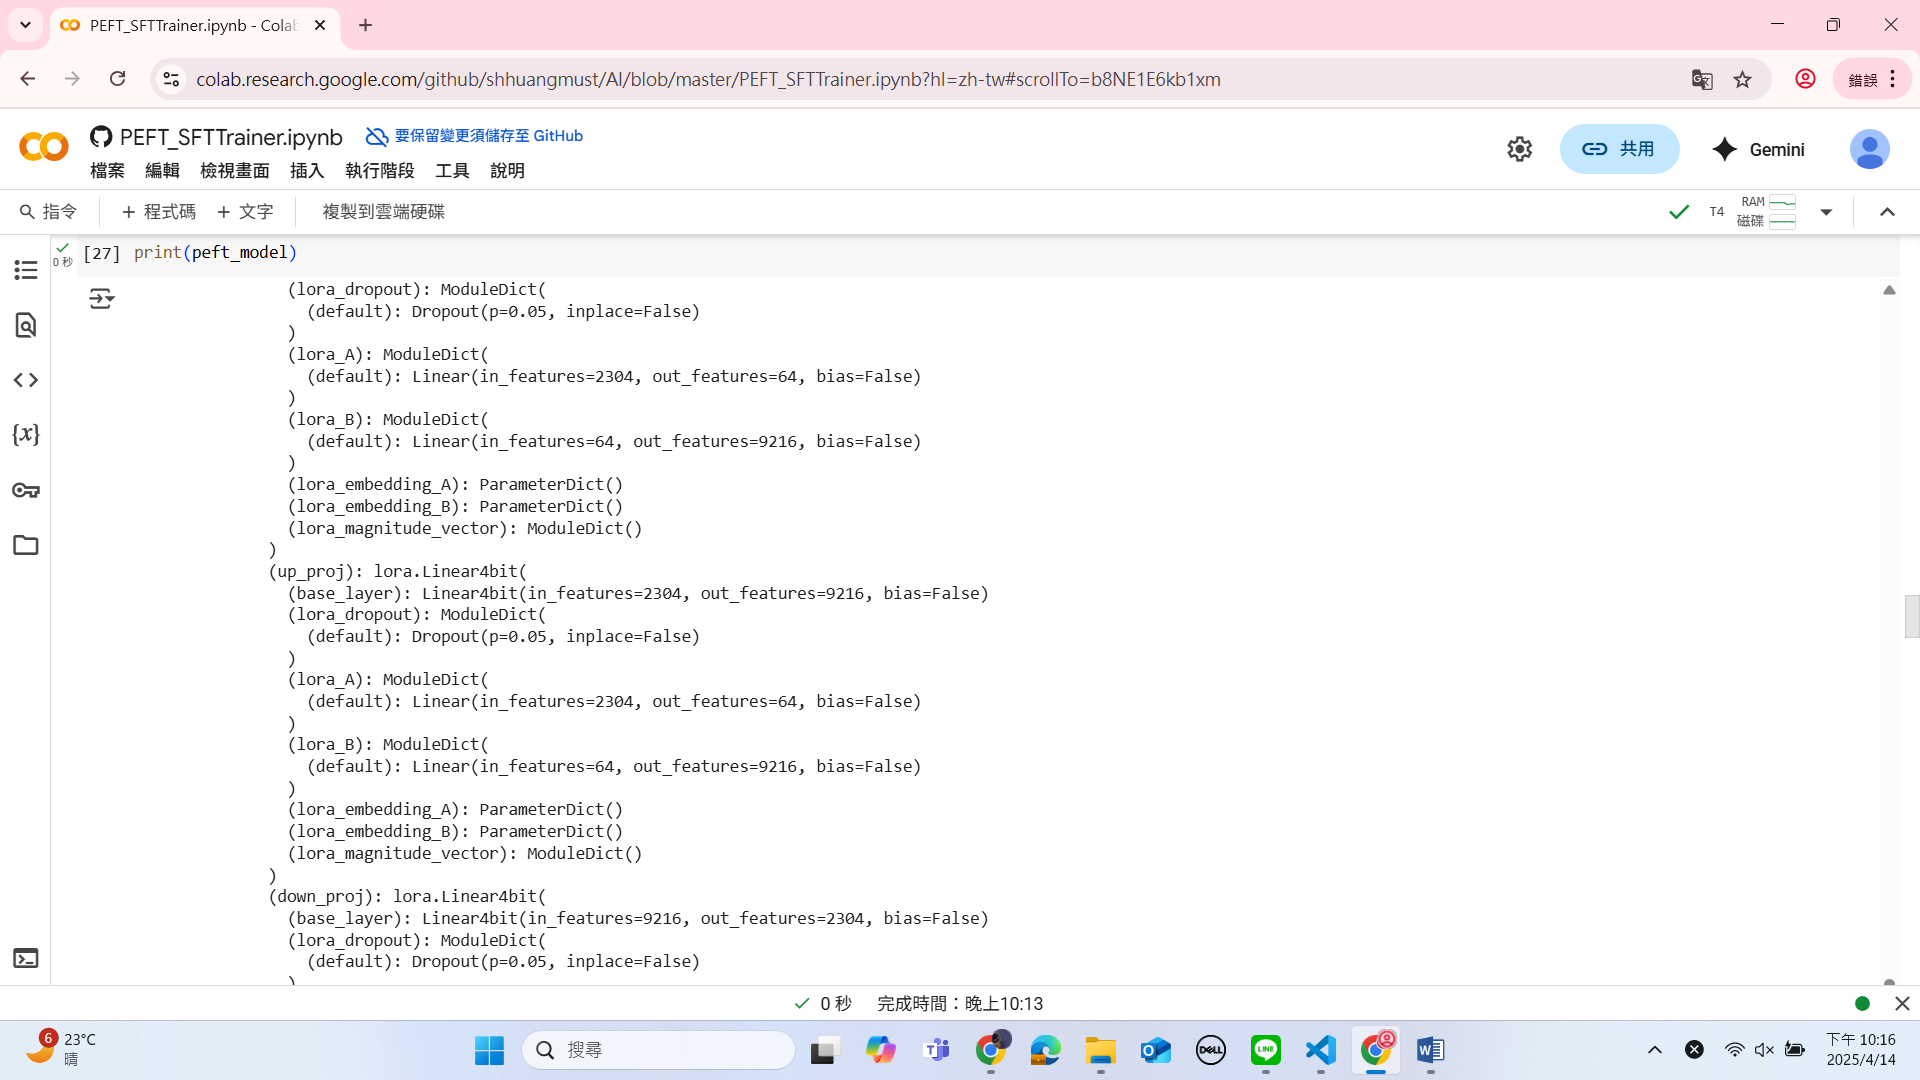 PEFT_SFTTrainer.ipynb - Colab
colab.research.google.com/github/shhuangmust/AI/blob/master/PEFT_SFTTrainer.ipynb?hl=zh-tw#scrollTo=b8NE1E6kb1xm
錯誤
PEFT_SFTTrainer.ipynb
要保留變更須儲存至 GitHub
檔案 編輯 檢視畫面 插入 執行階段 工具 說明
共用
Gemini
指令
+ 程式碼 + 文字
複製到雲端硬碟
T4
RAM
磁碟
0 秒
[27] print(peft_model)
(lora_dropout): ModuleDict(
(default): Dropout(p=0.05, inplace=False)
)
(lora_A): ModuleDict(
(default): Linear(in_features=2304, out_features=64, bias=False)
)
(lora_B): ModuleDict(
(default): Linear(in_features=64, out_features=9216, bias=False)
)
(lora_embedding_A): ParameterDict()
(lora_embedding_B): ParameterDict()
(lora_magnitude_vector): ModuleDict()
)
(up_proj): lora.Linear4bit(
(base_layer): Linear4bit(in_features=2304, out_features=9216, bias=False)
(lora_dropout): ModuleDict(
(default): Dropout(p=0.05, inplace=False)
)
(lora_A): ModuleDict(
(default): Linear(in_features=2304, out_features=64, bias=False)
)
(lora_B): ModuleDict(
(default): Linear(in_features=64, out_features=9216, bias=False)
)
(lora_embedding_A): ParameterDict()
(lora_embedding_B): ParameterDict()
(lora_magnitude_vector): ModuleDict()
)
(down_proj): lora.Linear4bit(
(base_layer): Linear4bit(in_features=9216, out_features=2304, bias=False)
(lora_dropout): ModuleDict(
(default): Dropout(p=0.05, inplace=False)
)
0 秒 完成時間：晚上10:13
6
23°C
晴
搜尋
DELL
LINE
下午 10:16
2025/4/14